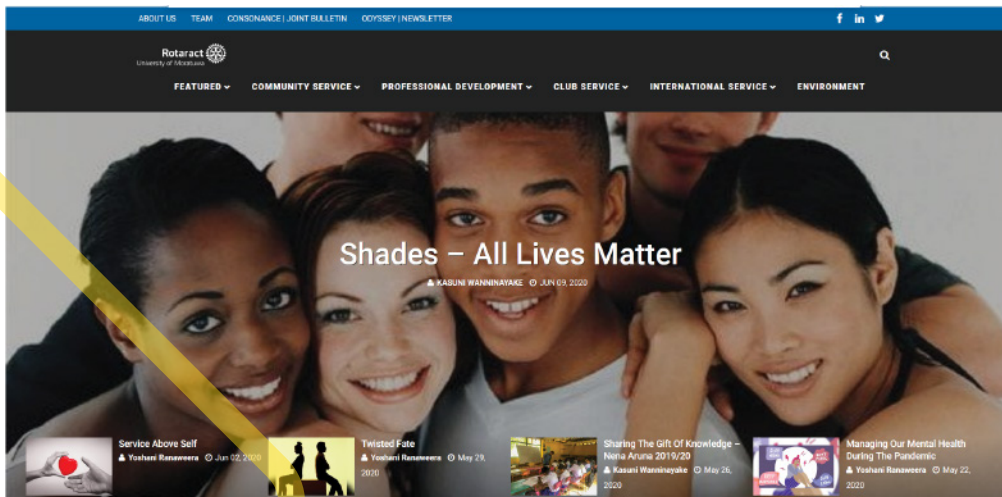 ABOUT US TEAM CONSONANCE | JOINT BULLETIN ODYSSEY | NEWSLETTER
Rotaract
University of Moratuwa
FEATURED COMMUNITY SERVICE PROFESSIONAL DEVELOPMENT CLUB SERVICE INTERNATIONAL SERVICE ENVIRONMENT
Shades – All Lives Matter
KASUNI WANNINAYAKE JUN 09, 2020
Service Above Self
Yoshani Ranaweera Jun 02, 2020
Twisted Fate
Yoshani Ranaweera May 29,
2020
Sharing The Gift Of Knowledge –
Nena Aruna 2019/20
Kasuni Wanninayake May 26,
2020
Managing Our Mental Health
During The Pandemic
Yoshani Ranaweera May 22,
2020